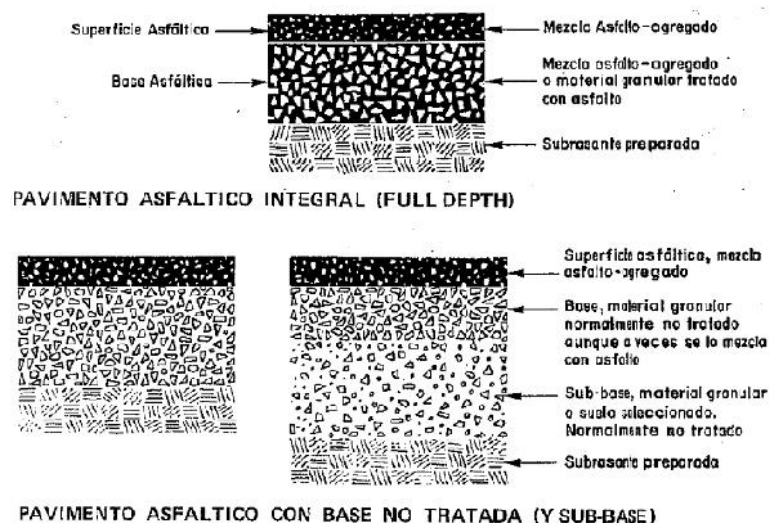 Superficie Asfáltica
Mezcla Asfalto-agregado
Base Asfáltica
Mezcla asfalto-agregado
o material granular tratado
con asfalto
Subrasante preparada
PAVIMENTO ASFALTICO INTEGRAL (FULL DEPTH)
Superficie asfáltica, mezcla
asfalto-agregado
Base, material granular
normalmente no tratado
aunque a veces se lo mezcla
con asfalto
Sub-base, material granular
o suelo seleccionado.
Normalmente no tratado
Subrasante preparada
PAVIMENTO ASFALTICO CON BASE NO TRATADA (Y SUB-BASE)